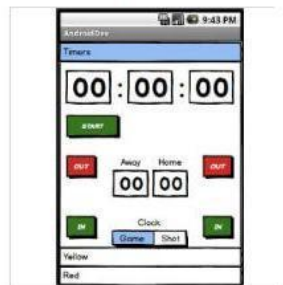 9:43 PM
AndroidDev
Timers
00 : 00 : 00
START
OUT
Away Home
OUT
00 00
IN
Clock
IN
Game Shot
Yellow
Red